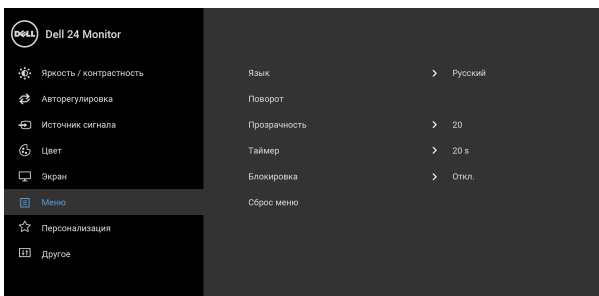 DELL Dell 24 Monitor
Яркость / контрастность
Язык
Русский
Авторегулировка
Поворот
Источник сигнала
Прозрачность
20
Цвет
Таймер
20 s
Экран
Блокировка
Откл.
Меню
Сброс меню
Персонализация
Другое